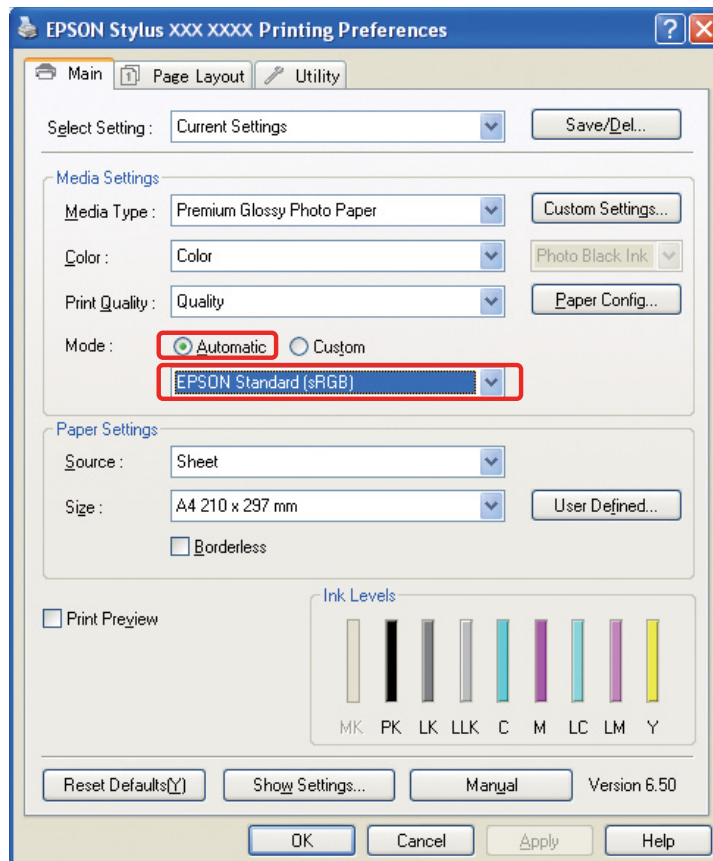 EPSON Stylus XXX XXXX Printing Preferences
Main Page Layout Utility
Select Setting : Current Settings Save/Del...
Media Settings
Media Type : Premium Glossy Photo Paper Custom Settings...
Color : Color Photo Black Ink
Print Quality : Quality Paper Config...
Mode : Automatic Custom
EPSON Standard (sRGB)
Paper Settings
Source : Sheet
Size : A4 210 x 297 mm User Defined...
Borderless
Ink Levels
Print Preview
MK PK LK LLK C M LC LM Y
Reset Defaults(Y) Show Settings... Manual Version 6.50
OK Cancel Apply Help